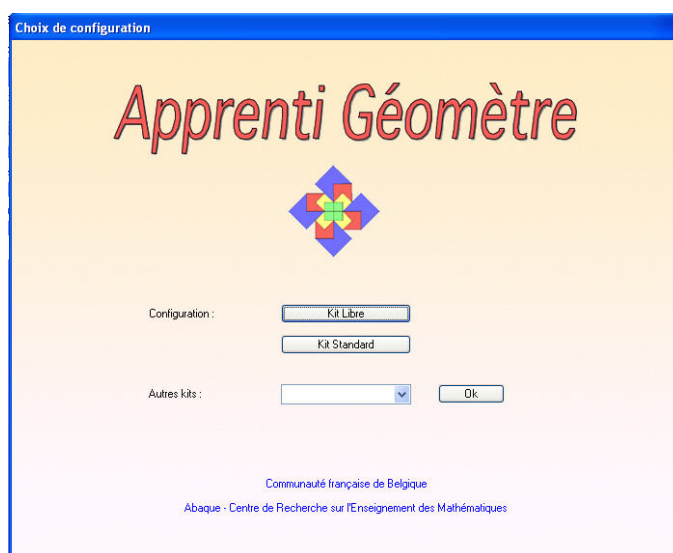 Choix de configuration
Apprenti Géomètre
Configuration :
Kit Libre
Kit Standard
Autres kits :
Ok
Communauté française de Belgique
Abaque - Centre de Recherche sur l'Enseignement des Mathématiques